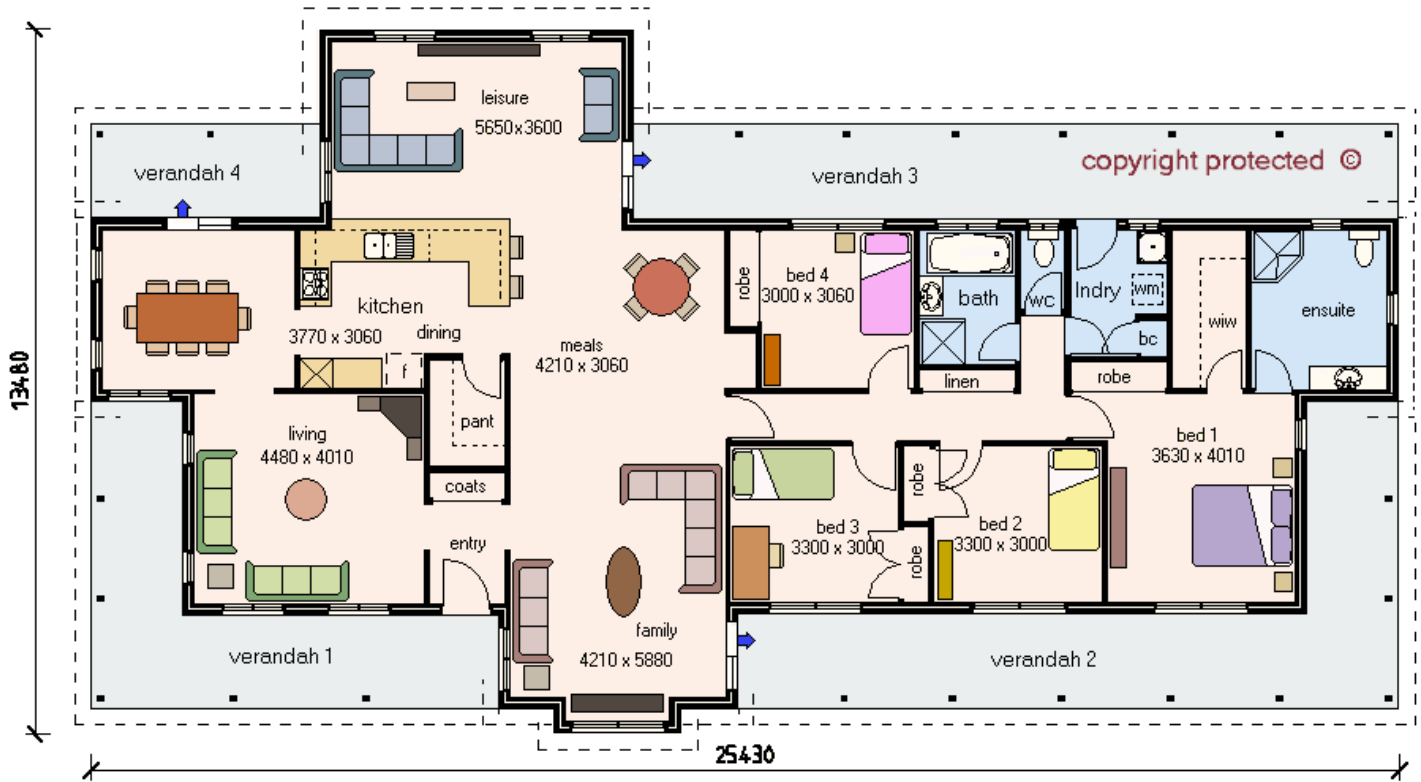 leisure
5650x3600
verandah 4
verandah 3
copyright protected ©
kitchen
3770 x 3060
dining
f
pant
coats
meals
4210 x 3060
robe
bed 4
3000 x 3060
bath
wc
lndry
wm
bc
wiw
ensuite
linen
robe
living
4480 x 4010
entry
bed 3
3300 x 3000
robe
robe
bed 2
3300 x 3000
bed 1
3630 x 4010
family
4210 x 5880
verandah 1
verandah 2
13480
25430